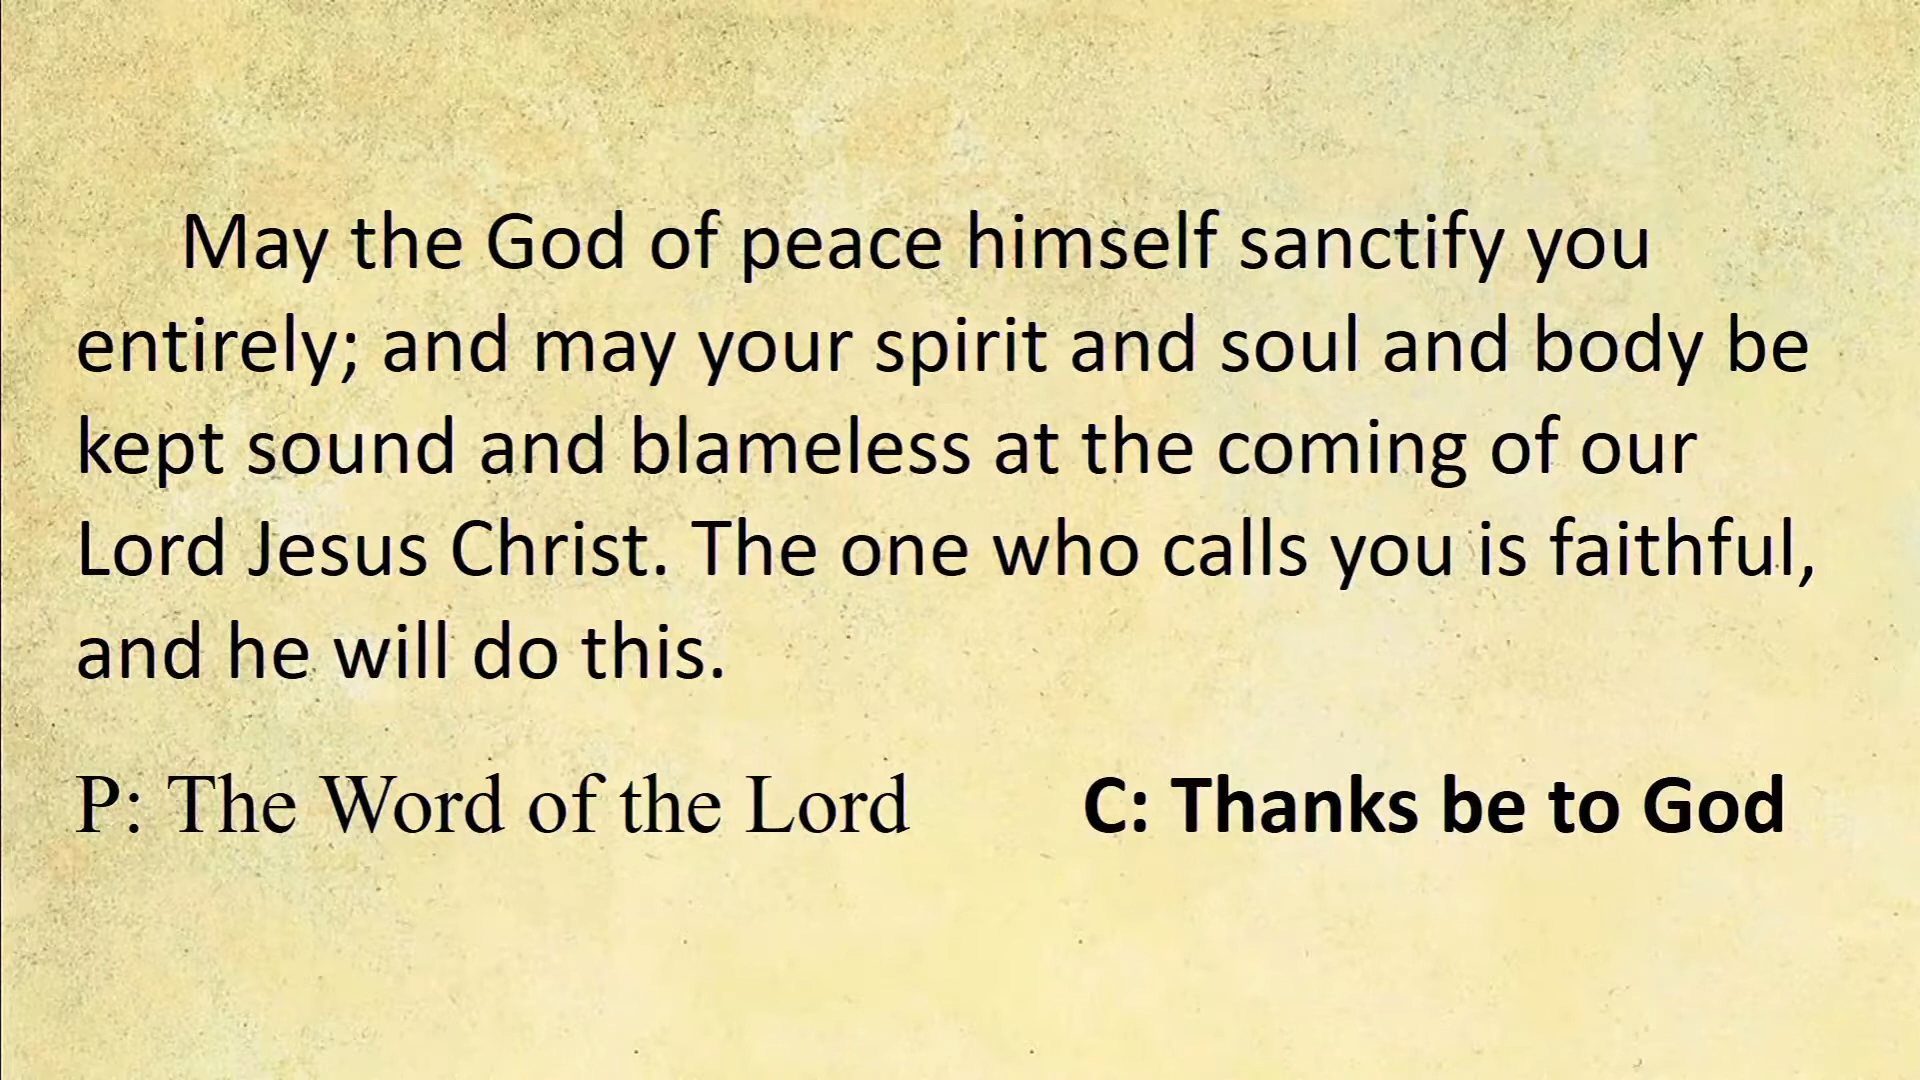 May the God of peace himself sanctify you
entirely; and may your spirit and soul and body be
kept sound and blameless at the coming of our
Lord Jesus Christ. The one who calls you is faithful,
and he will do this.
P: The Word of the Lord C: Thanks be to God